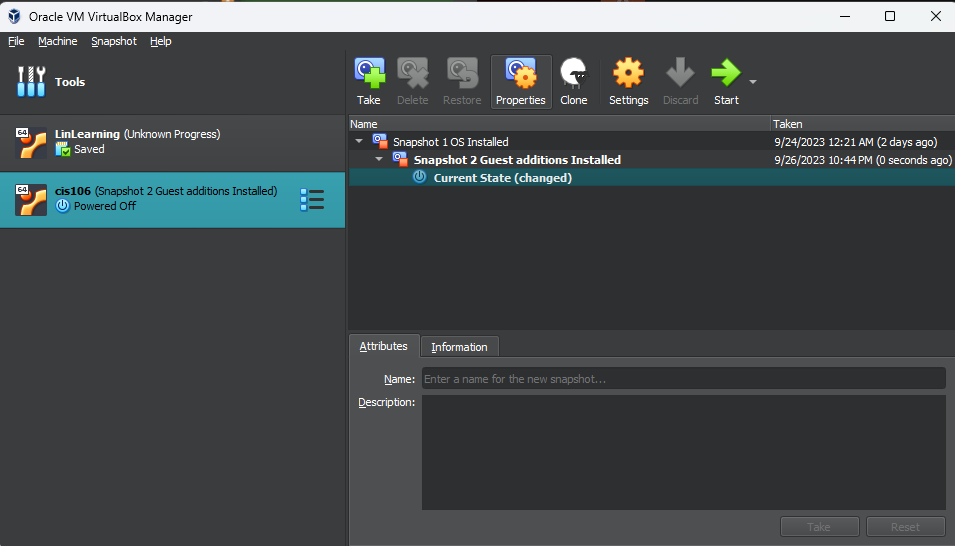 Oracle VM VirtualBox Manager
File Machine Snapshot Help
Tools
Take Delete Restore Properties Clone Settings Discard Start
64
LinLearning (Unknown Progress)
Saved
64
cis106 (Snapshot 2 Guest additions Installed)
Powered Off
Name Taken
Snapshot 1 OS Installed 9/24/2023 12:21 AM (2 days ago)
Snapshot 2 Guest additions Installed 9/26/2023 10:44 PM (0 seconds ago)
Current State (changed)
Attributes Information
Name: Enter a name for the new snapshot...
Description:
Take Reset